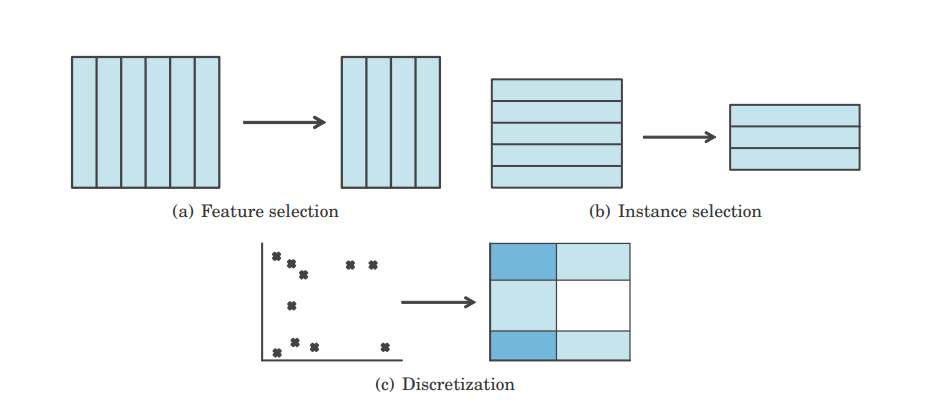 (a) Feature selection
(b) Instance selection
(c) Discretization